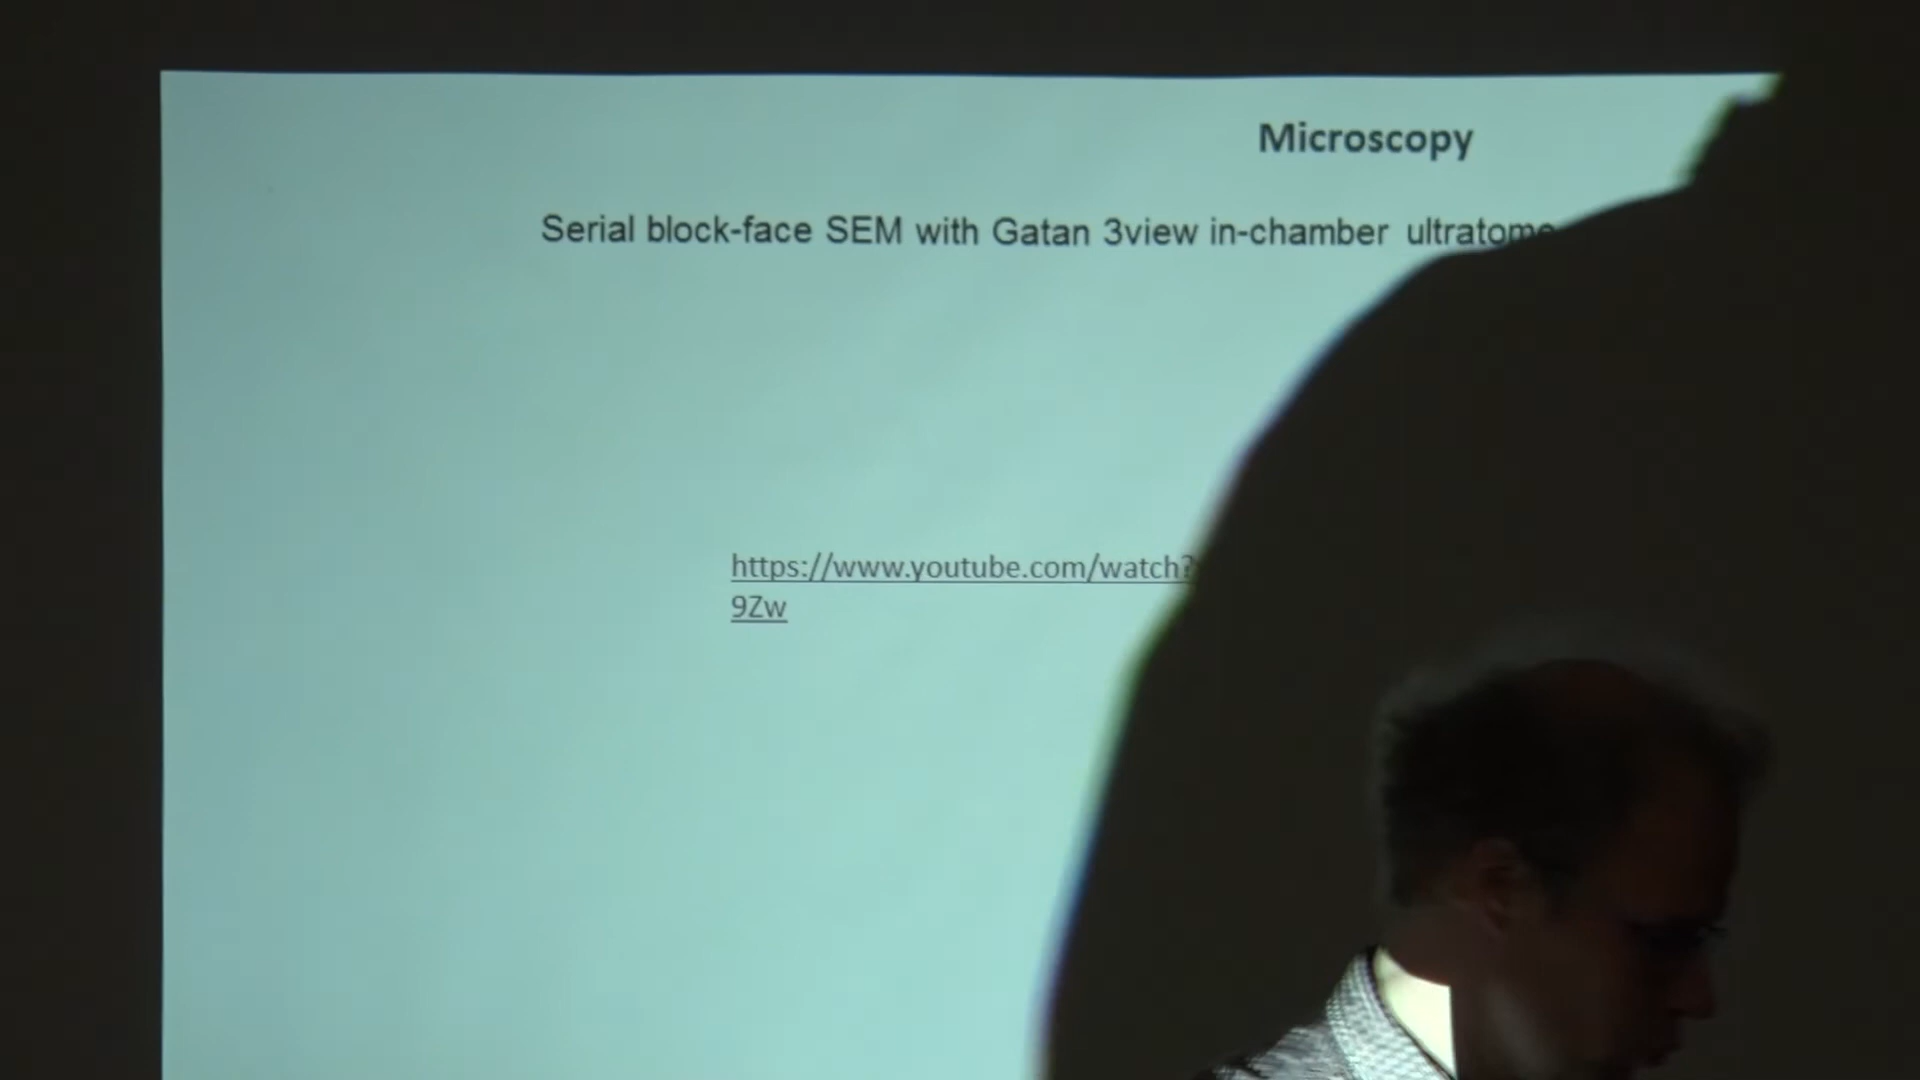 Microscopy
Serial block-face SEM with Gatan 3view in-chamber ultratome
https://www.youtube.com/watch?
9Zw